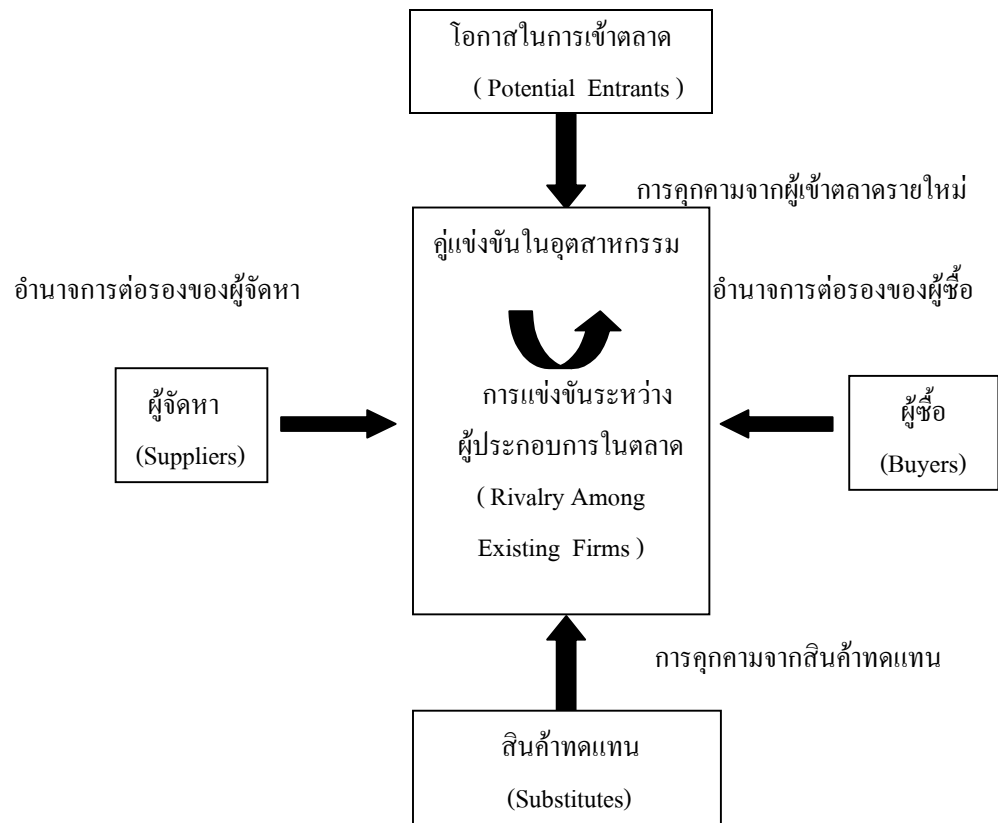 โอกาสในการเข้าตลาด
( Potential Entrants )
การคุกคามจากผู้เข้าตลาดรายใหม่
คู่แข่งขันในอุตสาหกรรม
อำนาจการต่อรองของผู้จัดหา
อำนาจการต่อรองของผู้ซื้อ
ผู้จัดหา
(Suppliers)
การแข่งขันระหว่าง
ผู้ประกอบการในตลาด
( Rivalry Among
Existing Firms )
ผู้ซื้อ
(Buyers)
การคุกคามจากสินค้าทดแทน
สินค้าทดแทน
(Substitutes)